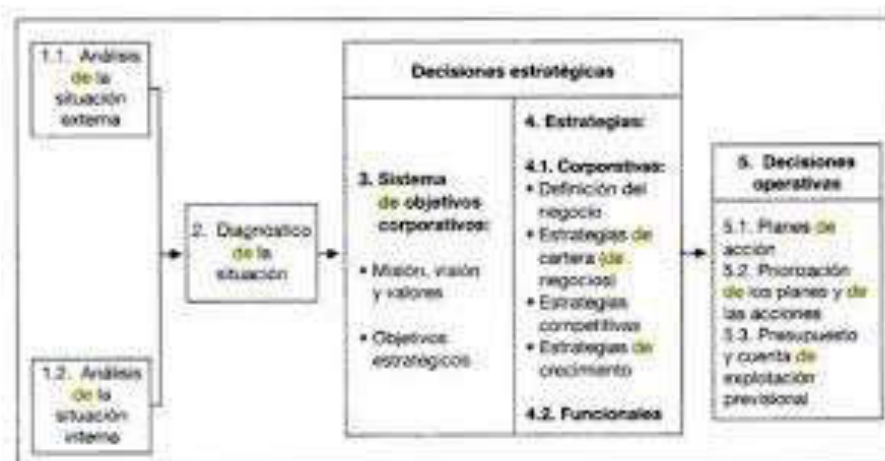 1.1. Análisis
de la
situación
externa
1.2. Análisis
de la
situación
interna
2. Diagnóstico
de la
situación
Decisiones estratégicas
3. Sistema
de objetivos
corporativos:
• Misión, visión
y valores
• Objetivos
estratégicos
4. Estrategias:
4.1. Corporativas:
• Definición del
negocio
• Estrategias de
cartera (de
negocios)
• Estrategias
competitivas
• Estrategias de
crecimiento
4.2. Funcionales
5. Decisiones
operativas
5.1. Planes de
acción
5.2. Priorización
de los planes y de
las acciones
5.3. Presupuesto
y cuenta de
explotación
previsional